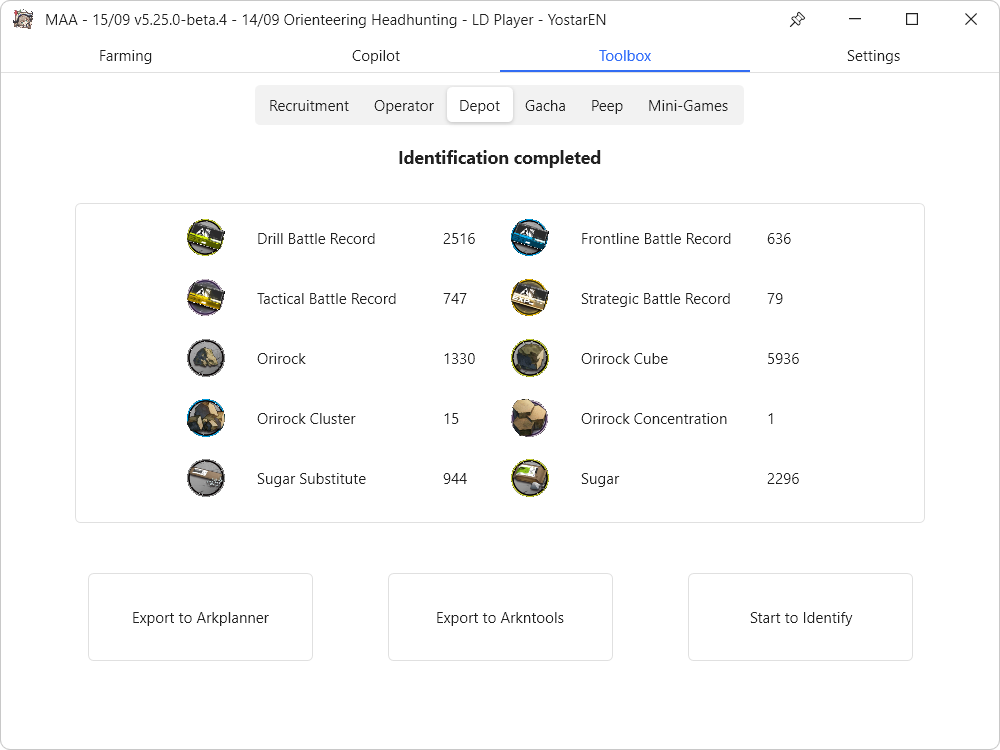 MAA - 15/09 v5.25.0-beta.4 - 14/09 Orienteering Headhunting - LD Player - YostarEN
Farming Copilot Toolbox Settings
Recruitment Operator Depot Gacha Peep Mini-Games
Identification completed
Drill Battle Record 2516 Frontline Battle Record 636
Tactical Battle Record 747 Strategic Battle Record 79
Orirock 1330 Orirock Cube 5936
Orirock Cluster 15 Orirock Concentration 1
Sugar Substitute 944 Sugar 2296
Export to Arkplanner Export to Arkntools Start to Identify